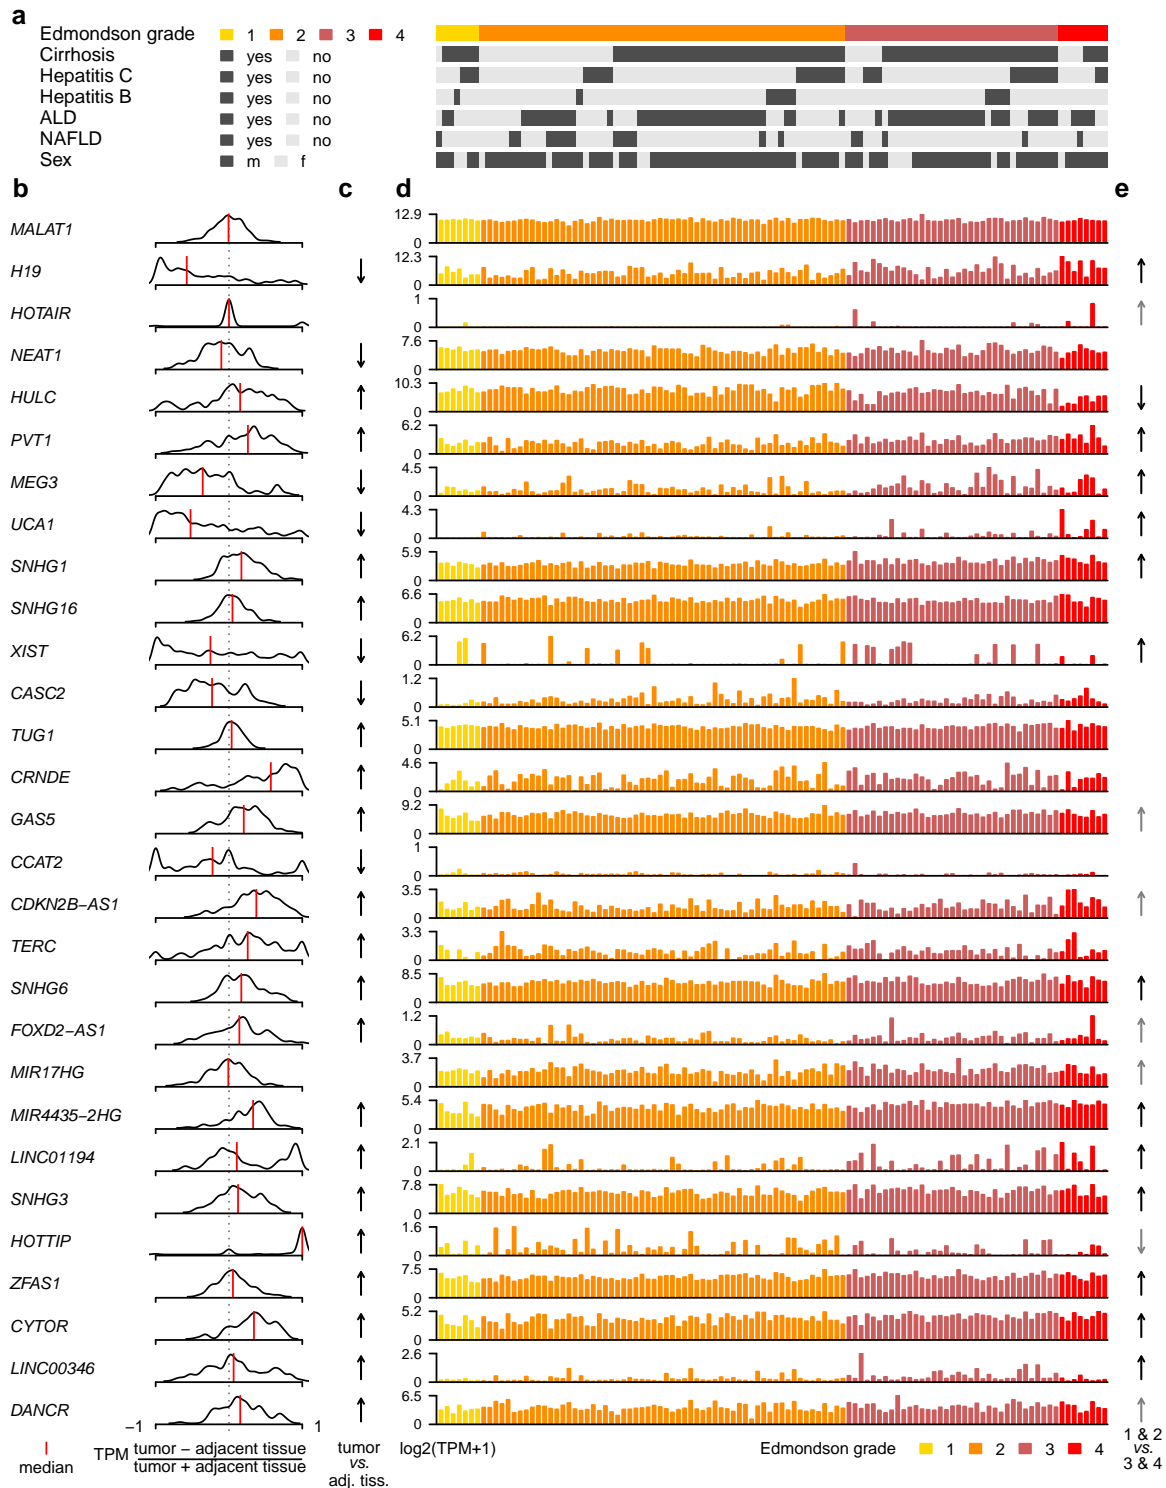 a
Edmondson grade 1 2 3 4
Cirrhosis yes no
Hepatitis C yes no
Hepatitis B yes no
ALD yes no
NAFLD yes no
Sex m f
b c d e
MALAT1 12.9 0
H19 12.3 0
HOTAIR 1 0
NEAT1 7.6 0
HULC 10.3 0
PVT1 6.2 0
MEG3 4.5 0
UCA1 4.3 0
SNHG1 5.9 0
SNHG16 6.6 0
XIST 6.2 0
CASC2 1.2 0
TUG1 5.1 0
CRNDE 4.6 0
GAS5 9.2 0
CCAT2 1 0
CDKN2B−AS1 3.5 0
TERC 3.3 0
SNHG6 8.5 0
FOXD2−AS1 1.2 0
MIR17HG 3.7 0
MIR4435−2HG 5.4 0
LINC01194 2.1 0
SNHG3 7.8 0
HOTTIP 1.6 0
ZFAS1 7.5 0
CYTOR 5.2 0
LINC00346 2.6 0
DANCR 6.5 0
−1 1
median
TPM tumor − adjacent tissue
tumor + adjacent tissue
tumor
vs.
adj. tiss.
log2(TPM+1)
Edmondson grade 1 2 3 4
1 & 2
vs.
3 & 4